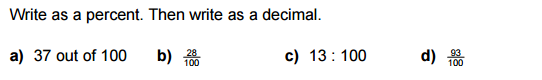 Write as a percent. Then write as a decimal.
a) 37 out of 100 b) 28/100 c) 13 : 100 d) 93/100